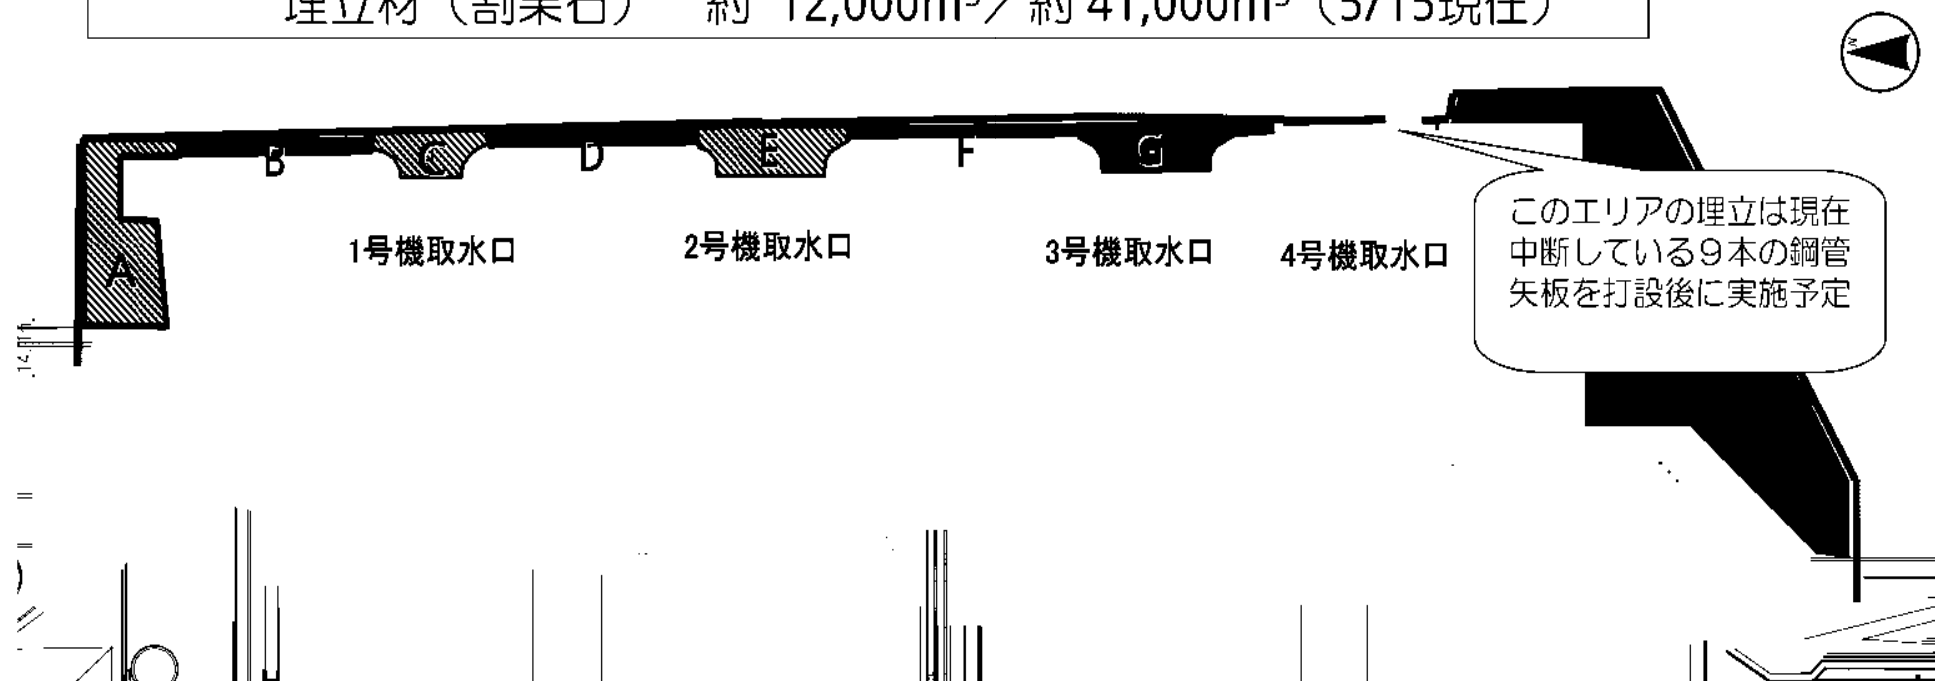 埋立材（割栗石） 約 12,000m³／約 41,000m³（5/15現在）
N
A
B
C
D
E
F
G
1号機取水口
2号機取水口
3号機取水口
4号機取水口
このエリアの埋立は現在
中断している９本の鋼管
矢板を打設後に実施予定